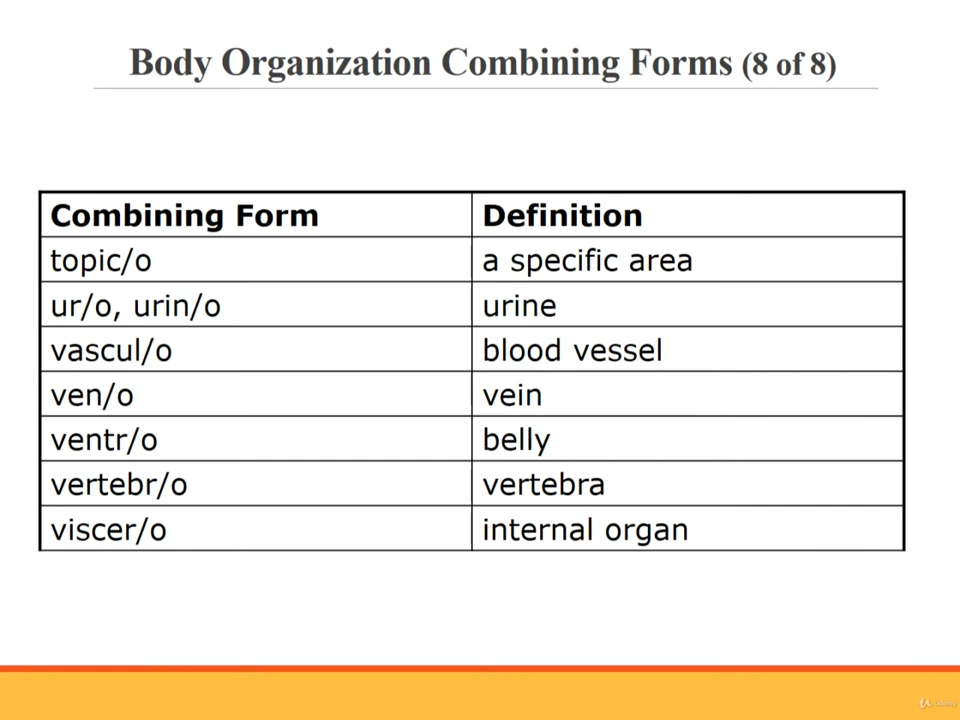 Body Organization Combining Forms (8 of 8)
Combining Form Definition
topic/o a specific area
ur/o, urin/o urine
vascul/o blood vessel
ven/o vein
ventr/o belly
vertebr/o vertebra
viscer/o internal organ
Udemy